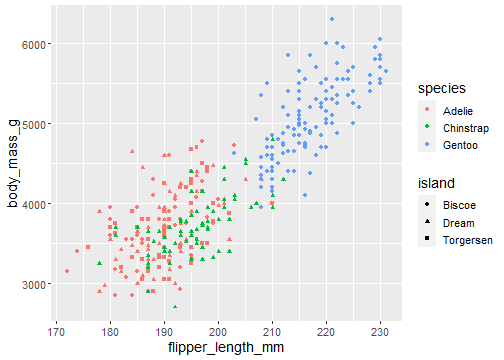 body_mass_g
6000
5000
4000
3000
170 180 190 200 210 220 230
flipper_length_mm
species
Adelie
Chinstrap
Gentoo
island
Biscoe
Dream
Torgersen